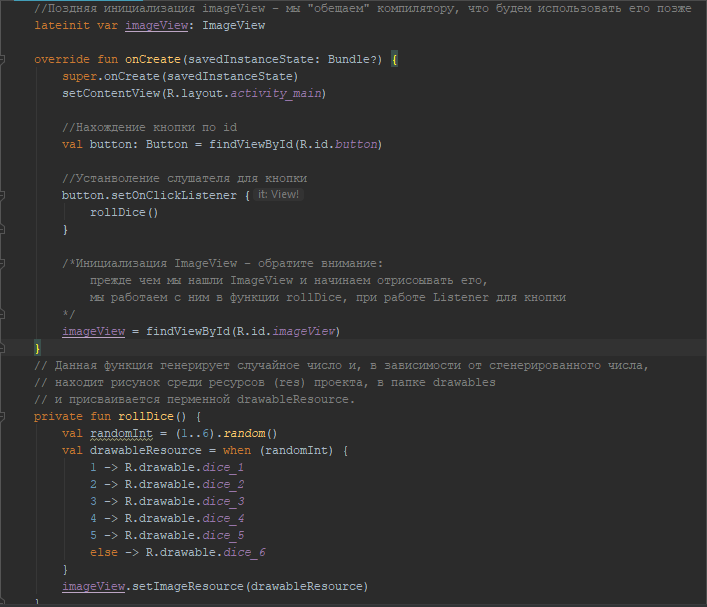 //Поздняя инициализация imageView - мы "обещаем" компилятору, что будем использовать его позже
lateinit var imageView: ImageView
override fun onCreate(savedInstanceState: Bundle?) {
super.onCreate(savedInstanceState)
setContentView(R.layout.activity_main)
//Нахождение кнопки по id
val button: Button = findViewById(R.id.button)
//Устанволение слушателя для кнопки
button.setOnClickListener { it: View!
rollDice()
}
/*Инициализация ImageView - обратите внимание:
прежде чем мы нашли ImageView и начинаем отрисоывать его,
мы работаем с ним в функции rollDice, при работе Listener для кнопки
*/
imageView = findViewById(R.id.imageView)
}
// Данная функция генерирует случайное число и, в зависимости от сгенерированного числа,
// находит рисунок среди ресурсов (res) проекта, в папке drawables
// и присваивается перменной drawableResource.
private fun rollDice() {
val randomInt = (1..6).random()
val drawableResource = when (randomInt) {
1 -> R.drawable.dice_1
2 -> R.drawable.dice_2
3 -> R.drawable.dice_3
4 -> R.drawable.dice_4
5 -> R.drawable.dice_5
else -> R.drawable.dice_6
}
imageView.setImageResource(drawableResource)
}